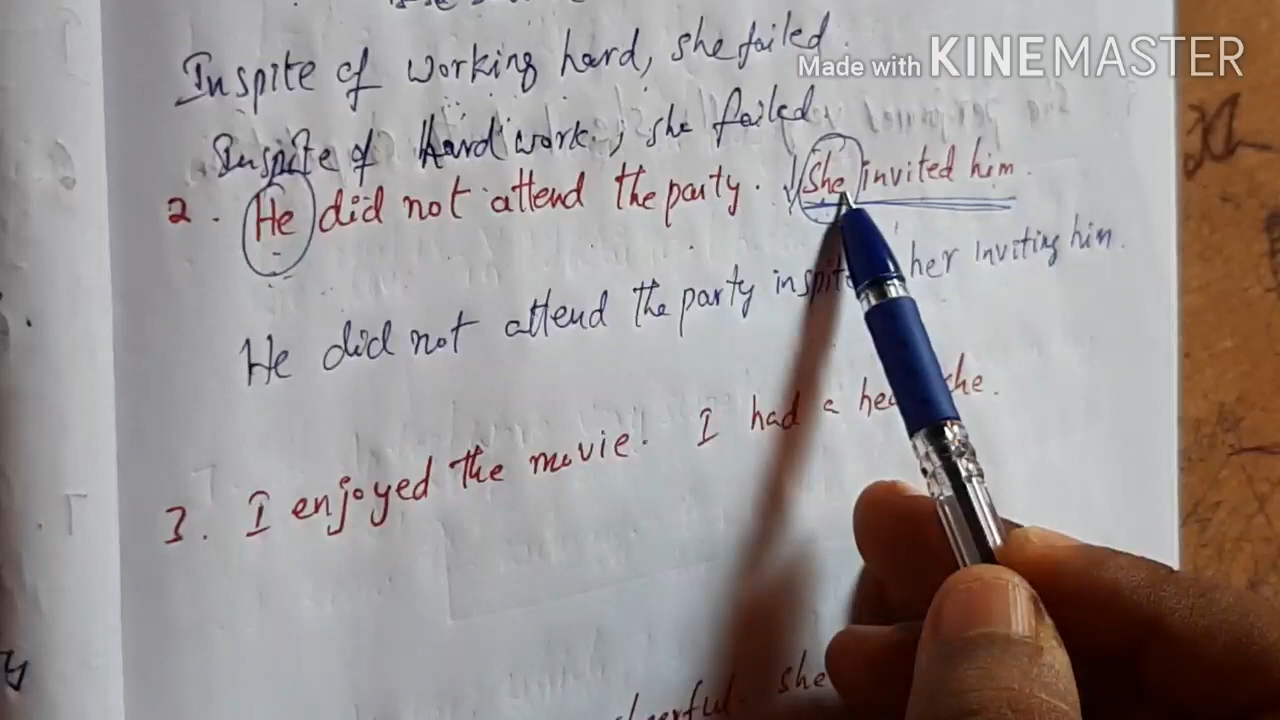 Inspite of working hard, she failed.
Made with KINEMASTER
Inspite of Hard work, she failed
2. He did not attend the party. She invited him.
He did not attend the party inspite her inviting him.
3. I enjoyed the movie. I had a he he.
she